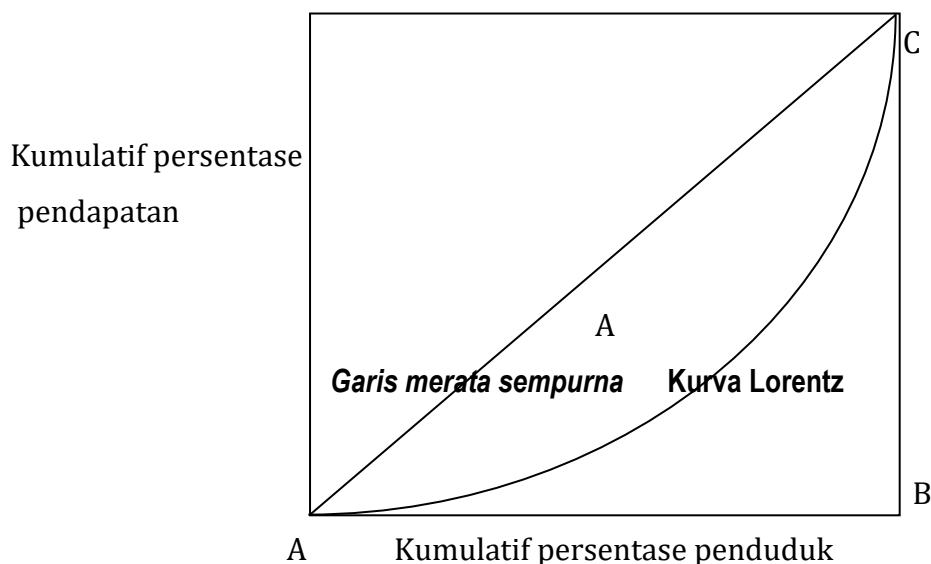 C
Kumulatif persentase
pendapatan
A
Garis merata sempurna
Kurva Lorentz
B
A
Kumulatif persentase penduduk